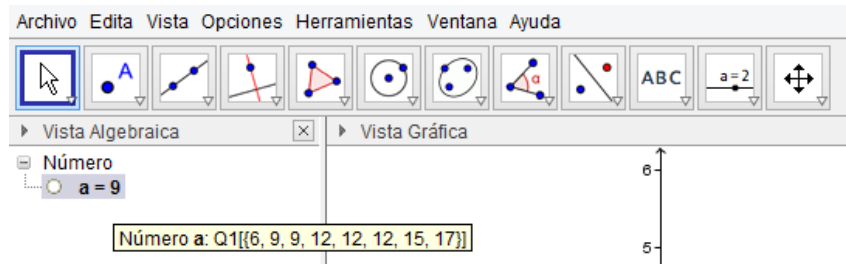 Archivo Edita Vista Opciones Herramientas Ventana Ayuda
A α ABC a=2
Vista Algebraica Vista Gráfica
Número
a = 9
Número a: Q1[{6, 9, 9, 12, 12, 12, 15, 17}]
6
5